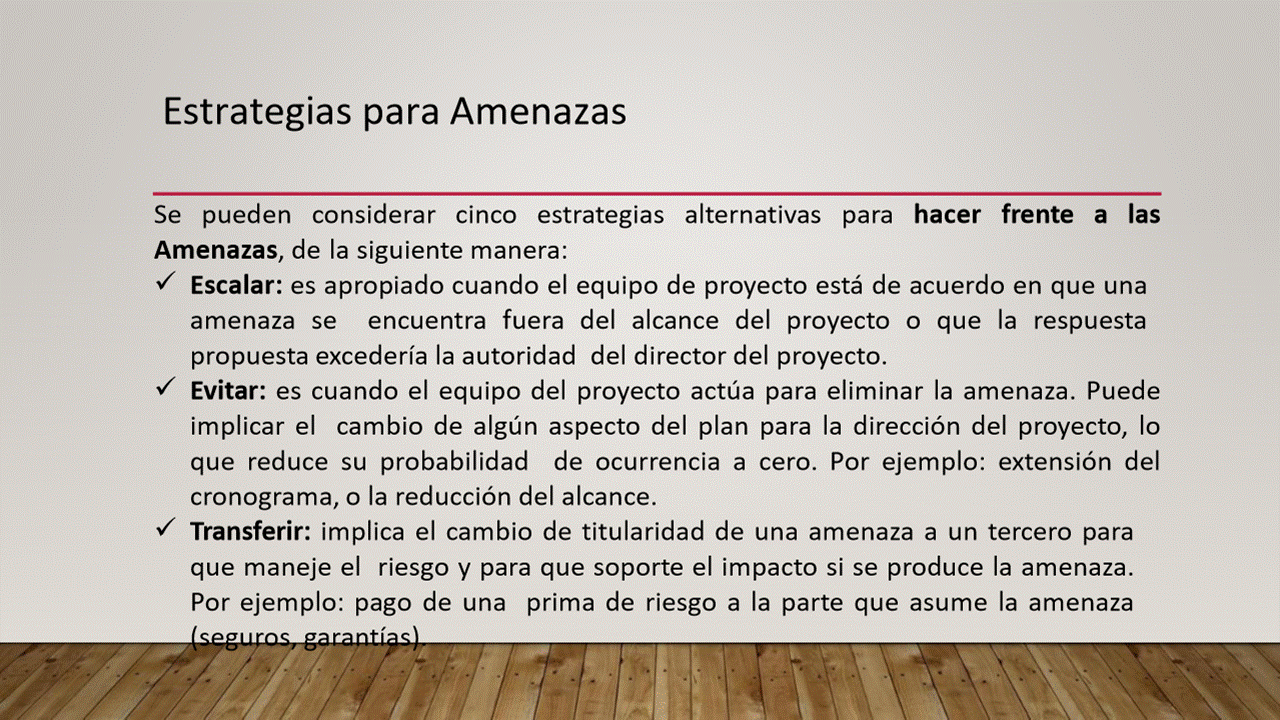 Estrategias para Amenazas
Se pueden considerar cinco estrategias alternativas para hacer frente a las
Amenazas, de la siguiente manera:
✓ Escalar: es apropiado cuando el equipo de proyecto está de acuerdo en que una
amenaza se encuentra fuera del alcance del proyecto o que la respuesta
propuesta excedería la autoridad del director del proyecto.
✓ Evitar: es cuando el equipo del proyecto actúa para eliminar la amenaza. Puede
implicar el cambio de algún aspecto del plan para la dirección del proyecto, lo
que reduce su probabilidad de ocurrencia a cero. Por ejemplo: extensión del
cronograma, o la reducción del alcance.
✓ Transferir: implica el cambio de titularidad de una amenaza a un tercero para
que maneje el riesgo y para que soporte el impacto si se produce la amenaza.
Por ejemplo: pago de una prima de riesgo a la parte que asume la amenaza
(seguros, garantías).